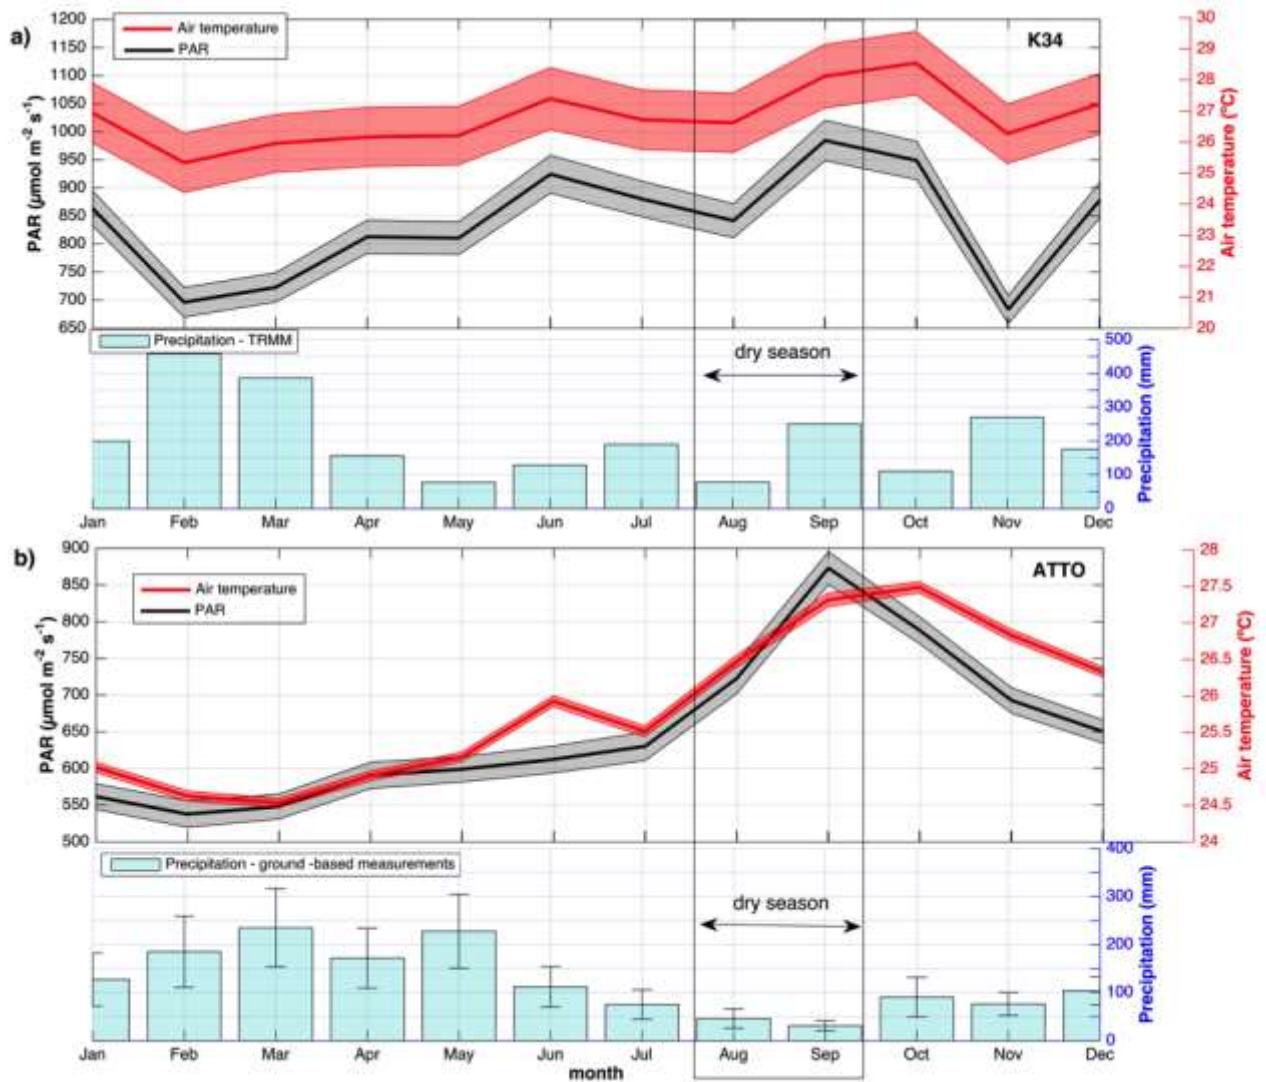 a)
Air temperature
PAR
K34
1200
1150
1100
1050
1000
950
900
850
800
750
700
650
PAR (µmol m⁻² s⁻¹)
30
29
28
27
26
25
24
23
22
21
20
Air temperature (ºC)
Precipitation - TRMM
dry season
500
400
300
200
100
0
Precipitation (mm)
Jan Feb Mar Apr May Jun Jul Aug Sep Oct Nov Dec
b)
Air temperature
PAR
ATTO
900
850
800
750
700
650
600
550
500
PAR (µmol m⁻² s⁻¹)
28
27.5
27
26.5
26
25.5
25
24.5
24
Air temperature (ºC)
Precipitation - ground -based measurements
dry season
400
300
200
100
0
Precipitation (mm)
Jan Feb Mar Apr May Jun Jul Aug Sep Oct Nov Dec
month